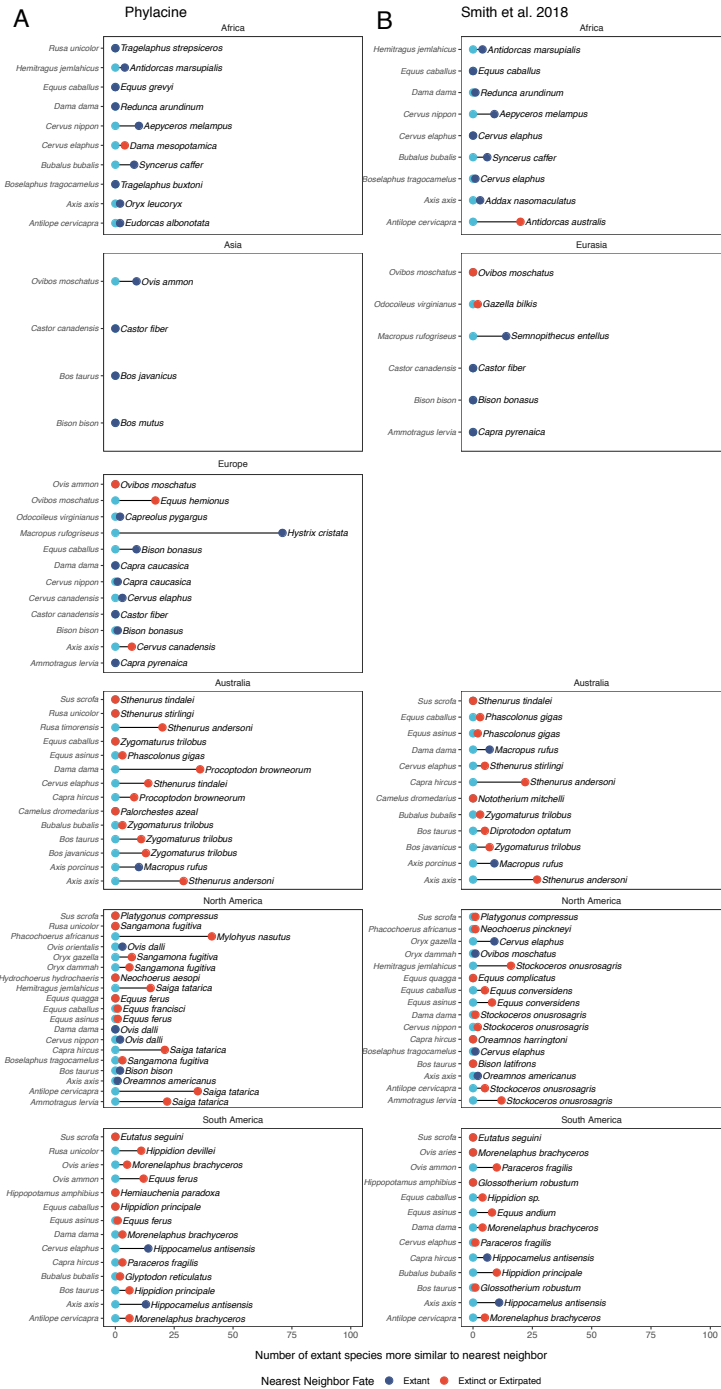 A
Phylacine
Africa
Rusa unicolor Tragelaphus strepsiceros
Hemitragus jemlahicus Antidorcas marsupialis
Equus caballus Equus grevyi
Dama dama Redunca arundinum
Cervus nippon Aepyceros melampus
Cervus elaphus Dama mesopotamica
Bubalus bubalis Syncerus caffer
Boselaphus tragocamelus Tragelaphus buxtoni
Axis axis Oryx leucoryx
Antilope cervicapra Eudorcas albonotata
Asia
Ovibos moschatus Ovis ammon
Castor canadensis Castor fiber
Bos taurus Bos javanicus
Bison bison Bos mutus
Europe
Ovis ammon Ovibos moschatus
Ovibos moschatus Equus hemionus
Odocoileus virginianus Capreolus pygargus
Macropus rufogriseus Hystrix cristata
Equus caballus Bison bonasus
Dama dama Capra caucasica
Cervus nippon Capra caucasica
Cervus canadensis Cervus elaphus
Castor canadensis Castor fiber
Bison bison Bison bonasus
Axis axis Cervus canadensis
Ammotragus lervia Capra pyrenaica
Australia
Sus scrofa Sthenurus tindalei
Rusa unicolor Sthenurus stirlingi
Rusa timorensis Sthenurus andersoni
Equus caballus Zygomaturus trilobus
Equus asinus Phascolonus gigas
Dama dama Procoptodon browneorum
Cervus elaphus Sthenurus tindalei
Capra hircus Procoptodon browneorum
Camelus dromedarius Palorchestes azeal
Bubalus bubalis Zygomaturus trilobus
Bos taurus Zygomaturus trilobus
Bos javanicus Zygomaturus trilobus
Axis porcinus Macropus rufus
Axis axis Sthenurus andersoni
North America
Sus scrofa Platygonus compressus
Rusa unicolor Sangamona fugitiva
Phacochoerus africanus Mylohyus nasutus
Ovis orientalis Ovis dalli
Oryx gazella Sangamona fugitiva
Oryx dammah Sangamona fugitiva
Hydrochoerus hydrochaeris Neochoerus aesopi
Hemitragus jemlahicus Saiga tatarica
Equus quagga Equus ferus
Equus caballus Equus francisci
Equus asinus Equus ferus
Dama dama Ovis dalli
Cervus nippon Ovis dalli
Capra hircus Saiga tatarica
Boselaphus tragocamelus Sangamona fugitiva
Bos taurus Bison bison
Axis axis Oreamnos americanus
Antilope cervicapra Saiga tatarica
Ammotragus lervia Saiga tatarica
South America
Sus scrofa Eutatus seguini
Rusa unicolor Hippidion devillei
Ovis aries Morenelaphus brachyceros
Ovis ammon Equus ferus
Hippopotamus amphibius Hemiauchenia paradoxa
Equus caballus Hippidion principale
Equus asinus Equus ferus
Dama dama Morenelaphus brachyceros
Cervus elaphus Hippocamelus antisensis
Capra hircus Paraceros fragilis
Bubalus bubalis Glyptodon reticulatus
Bos taurus Hippidion principale
Axis axis Hippocamelus antisensis
Antilope cervicapra Morenelaphus brachyceros
0 25 50 75 100
B
Smith et al. 2018
Africa
Hemitragus jemlahicus Antidorcas marsupialis
Equus caballus Equus caballus
Dama dama Redunca arundinum
Cervus nippon Aepyceros melampus
Cervus elaphus Cervus elaphus
Bubalus bubalis Syncerus caffer
Boselaphus tragocamelus Cervus elaphus
Axis axis Addax nasomaculatus
Antilope cervicapra Antidorcas australis
Eurasia
Ovibos moschatus Ovibos moschatus
Odocoileus virginianus Gazella bilkis
Macropus rufogriseus Semnopithecus entellus
Castor canadensis Castor fiber
Bison bison Bison bonasus
Ammotragus lervia Capra pyrenaica
Australia
Sus scrofa Sthenurus tindalei
Equus caballus Phascolonus gigas
Equus asinus Phascolonus gigas
Dama dama Macropus rufus
Cervus elaphus Sthenurus stirlingi
Capra hircus Sthenurus andersoni
Camelus dromedarius Nototherium mitchelli
Bubalus bubalis Zygomaturus trilobus
Bos taurus Diprotodon optatum
Bos javanicus Zygomaturus trilobus
Axis porcinus Macropus rufus
Axis axis Sthenurus andersoni
North America
Sus scrofa Platygonus compressus
Phacochoerus africanus Neochoerus pinckneyi
Oryx gazella Cervus elaphus
Oryx dammah Ovibos moschatus
Hemitragus jemlahicus Stockoceros onusrosagris
Equus quagga Equus complicatus
Equus caballus Equus conversidens
Equus asinus Equus conversidens
Dama dama Stockoceros onusrosagris
Cervus nippon Stockoceros onusrosagris
Capra hircus Oreamnos harringtoni
Boselaphus tragocamelus Cervus elaphus
Bos taurus Bison latifrons
Axis axis Oreamnos americanus
Antilope cervicapra Stockoceros onusrosagris
Ammotragus lervia Stockoceros onusrosagris
South America
Sus scrofa Eutatus seguini
Ovis aries Morenelaphus brachyceros
Ovis ammon Paraceros fragilis
Hippopotamus amphibius Glossotherium robustum
Equus caballus Hippidion sp.
Equus asinus Equus andium
Dama dama Morenelaphus brachyceros
Cervus elaphus Paraceros fragilis
Capra hircus Hippocamelus antisensis
Bubalus bubalis Hippidion principale
Bos taurus Glossotherium robustum
Axis axis Hippocamelus antisensis
Antilope cervicapra Morenelaphus brachyceros
0 25 50 75 100
Number of extant species more similar to nearest neighbor
Nearest Neighbor Fate Extant Extinct or Extirpated